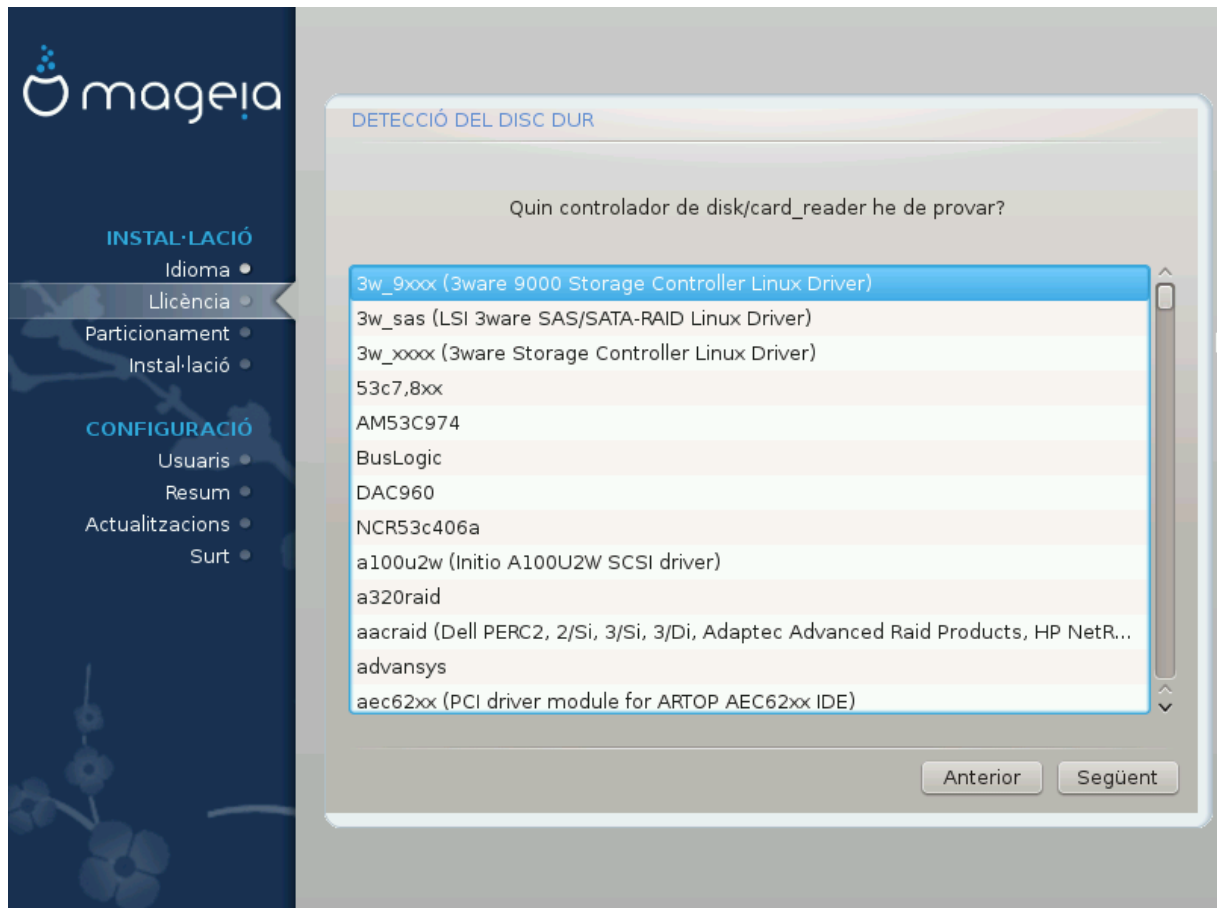 mageia
INSTAL·LACIÓ
Idioma
Llicència
Particionament
Instal·lació
CONFIGURACIÓ
Usuaris
Resum
Actualitzacions
Surt
DETECCIÓ DEL DISC DUR
Quin controlador de disk/card_reader he de provar?
3w_9xxx (3ware 9000 Storage Controller Linux Driver)
3w_sas (LSI 3ware SAS/SATA-RAID Linux Driver)
3w_xxxx (3ware Storage Controller Linux Driver)
53c7,8xx
AM53C974
BusLogic
DAC960
NCR53c406a
a100u2w (Initio A100U2W SCSI driver)
a320raid
aacraid (Dell PERC2, 2/Si, 3/Si, 3/Di, Adaptec Advanced Raid Products, HP NetR...
advansys
aec62xx (PCI driver module for ARTOP AEC62xx IDE)
Anterior
Següent